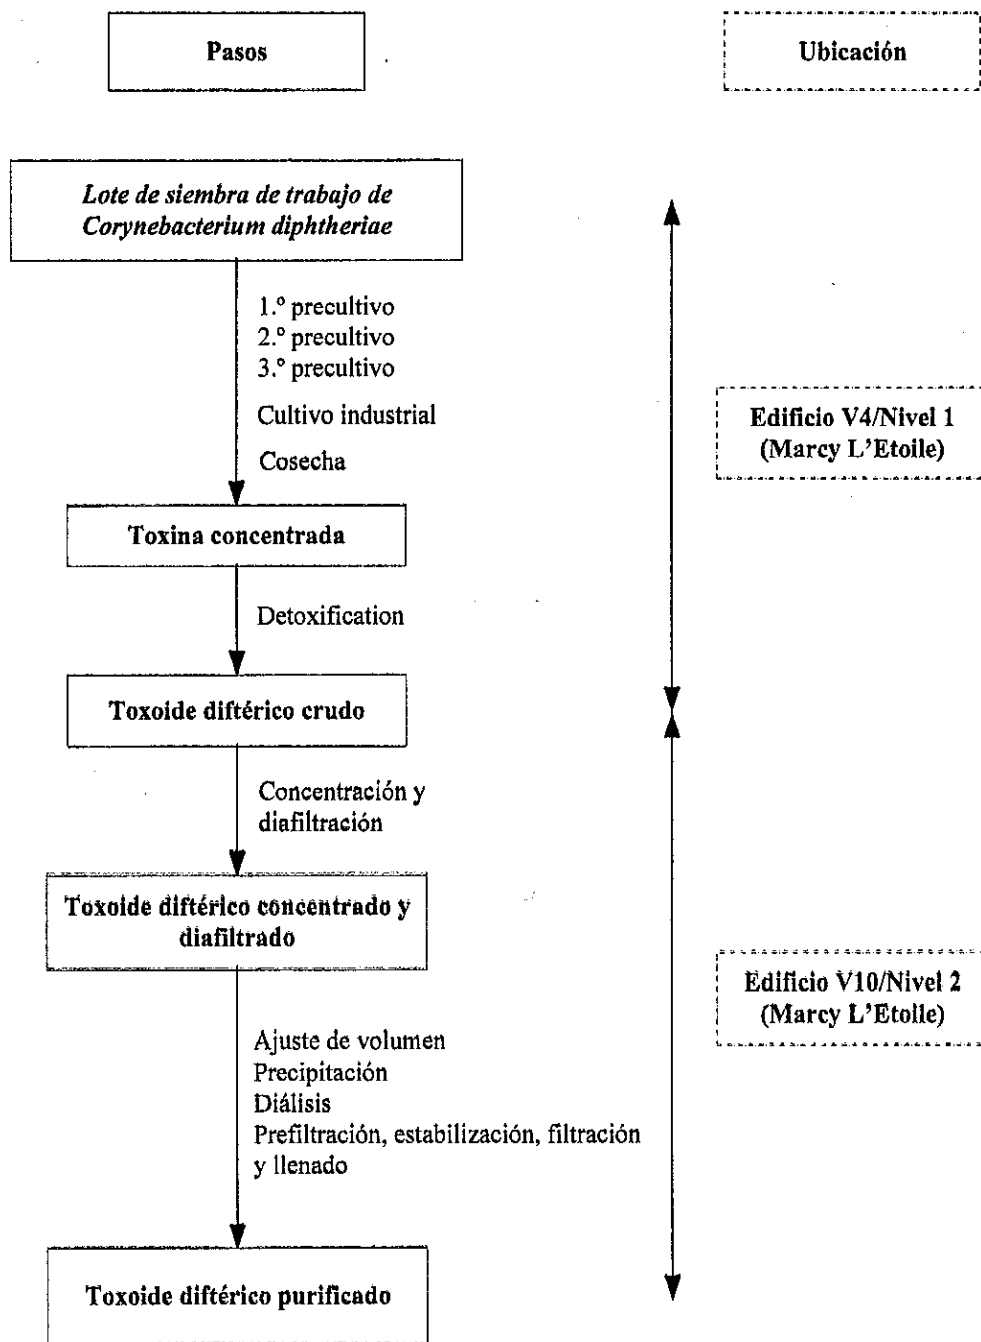 Pasos
Ubicación
Lote de siembra de trabajo de
Corynebacterium diphtheriae
1.º precultivo
2.º precultivo
3.º precultivo
Cultivo industrial
Cosecha
Edificio V4/Nivel 1
(Marcy L'Etoile)
Toxina concentrada
Detoxification
Toxoide diftérico crudo
Concentración y
diafiltración
Toxoide diftérico concentrado y
diafiltrado
Edificio V10/Nivel 2
(Marcy L'Etoile)
Ajuste de volumen
Precipitación
Diálisis
Prefiltración, estabilización, filtración
y llenado
Toxoide diftérico purificado